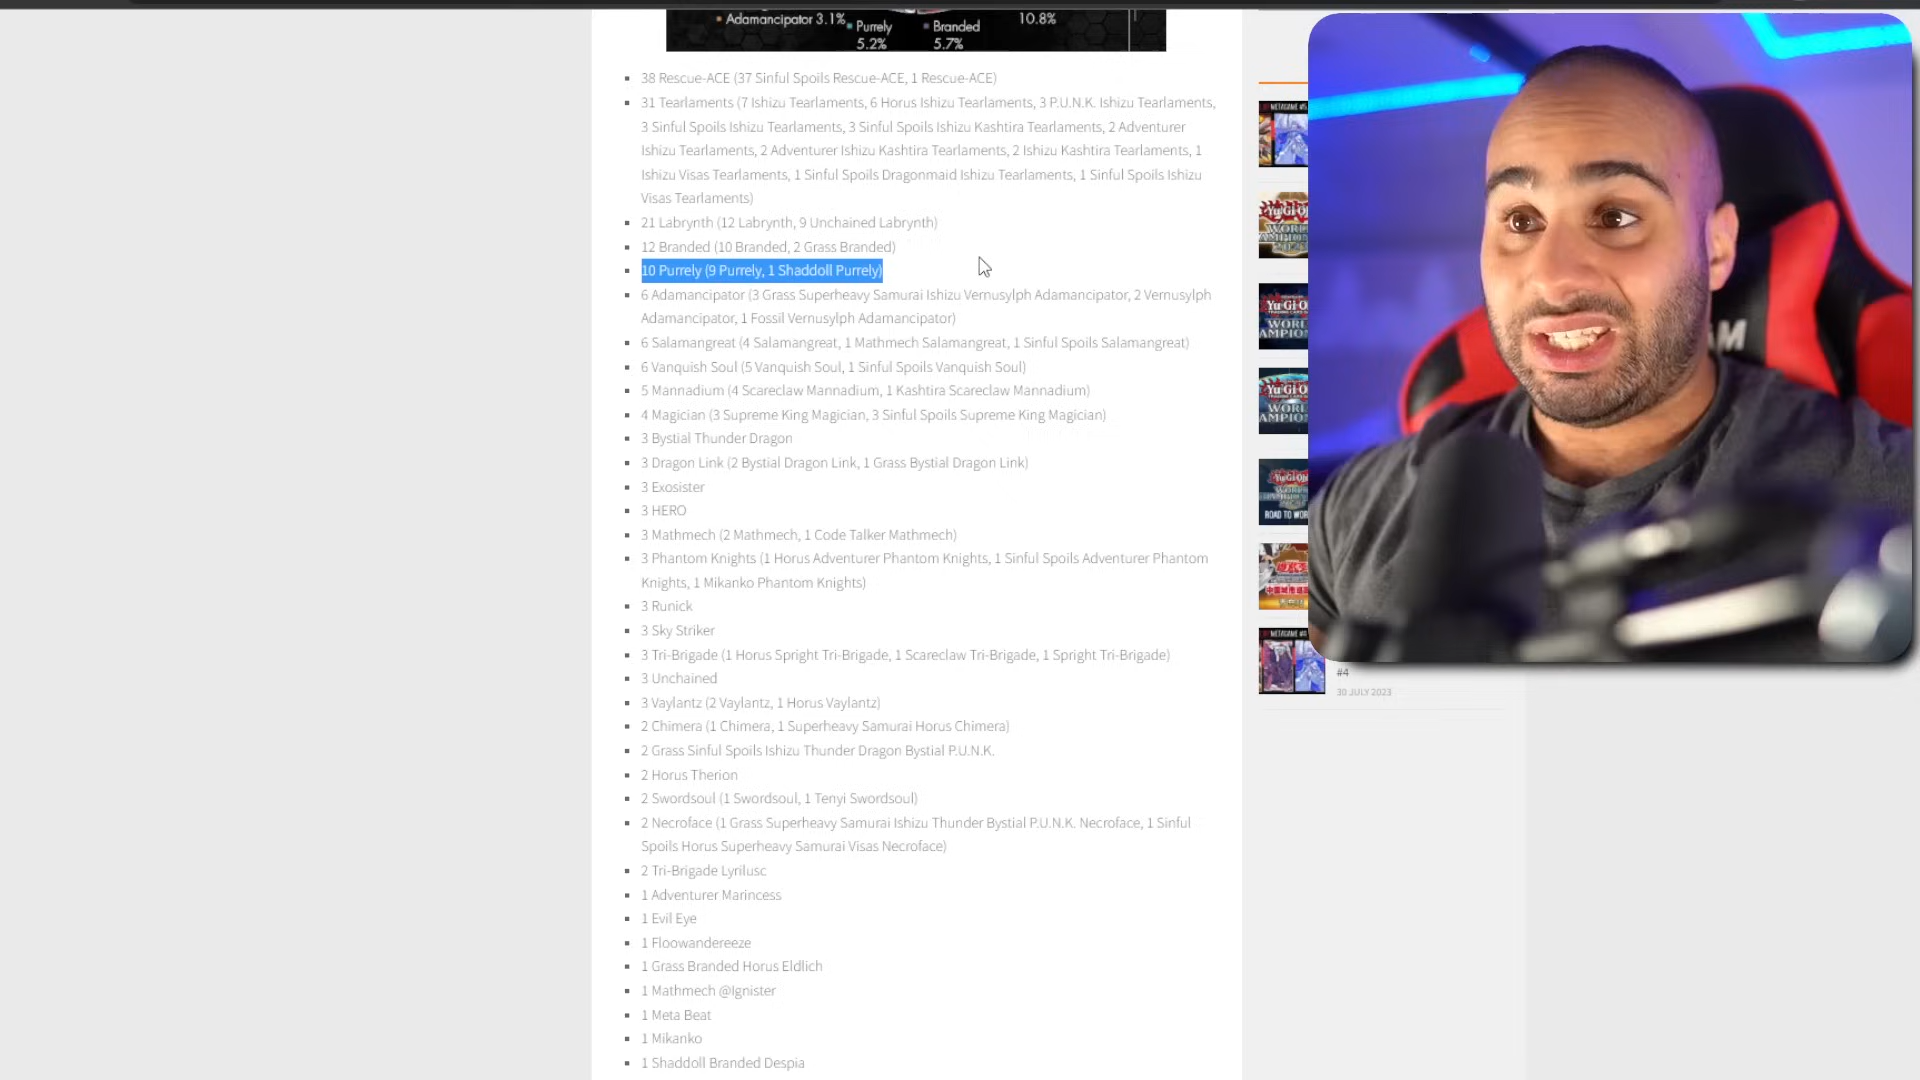 Adamancipator 3.1%
Purrely
5.2%
Branded
5.7%
10.8%
38 Rescue-ACE (37 Sinful Spoils Rescue-ACE, 1 Rescue-ACE)
31 Tearlaments (7 Ishizu Tearlaments, 6 Horus Ishizu Tearlaments, 3 P.U.N.K. Ishizu Tearlaments,
3 Sinful Spoils Ishizu Tearlaments, 3 Sinful Spoils Ishizu Kashtira Tearlaments, 2 Adventurer
Ishizu Tearlaments, 2 Adventurer Ishizu Kashtira Tearlaments, 2 Ishizu Kashtira Tearlaments, 1
Ishizu Visas Tearlaments, 1 Sinful Spoils Dragonmaid Ishizu Tearlaments, 1 Sinful Spoils Ishizu
Visas Tearlaments)
21 Labrynth (12 Labrynth, 9 Unchained Labrynth)
12 Branded (10 Branded, 2 Grass Branded)
10 Purrely (9 Purrely, 1 Shaddoll Purrely)
6 Adamancipator (3 Grass Superheavy Samurai Ishizu Vernusylph Adamancipator, 2 Vernusylph
Adamancipator, 1 Fossil Vernusylph Adamancipator)
6 Salamangreat (4 Salamangreat, 1 Mathmech Salamangreat, 1 Sinful Spoils Salamangreat)
6 Vanquish Soul (5 Vanquish Soul, 1 Sinful Spoils Vanquish Soul)
5 Mannadium (4 Scareclaw Mannadium, 1 Kashtira Scareclaw Mannadium)
4 Magician (3 Supreme King Magician, 3 Sinful Spoils Supreme King Magician)
3 Bystial Thunder Dragon
3 Dragon Link (2 Bystial Dragon Link, 1 Grass Bystial Dragon Link)
3 Exosister
3 HERO
3 Mathmech (2 Mathmech, 1 Code Talker Mathmech)
3 Phantom Knights (1 Horus Adventurer Phantom Knights, 1 Sinful Spoils Adventurer Phantom
Knights, 1 Mikanko Phantom Knights)
3 Runick
3 Sky Striker
3 Tri-Brigade (1 Horus Spright Tri-Brigade, 1 Scareclaw Tri-Brigade, 1 Spright Tri-Brigade)
3 Unchained
3 Vaylantz (2 Vaylantz, 1 Horus Vaylantz)
2 Chimera (1 Chimera, 1 Superheavy Samurai Horus Chimera)
2 Grass Sinful Spoils Ishizu Thunder Dragon Bystial P.U.N.K.
2 Horus Therion
2 Swordsoul (1 Swordsoul, 1 Tenyi Swordsoul)
2 Necroface (1 Grass Superheavy Samurai Ishizu Thunder Bystial P.U.N.K. Necroface, 1 Sinful
Spoils Horus Superheavy Samurai Visas Necroface)
2 Tri-Brigade Lyrilusc
1 Adventurer Marincess
1 Evil Eye
1 Floowandereeze
1 Grass Branded Horus Eldlich
1 Mathmech @Ignister
1 Meta Beat
1 Mikanko
1 Shaddoll Branded Despia
#4
30 JULY 2023